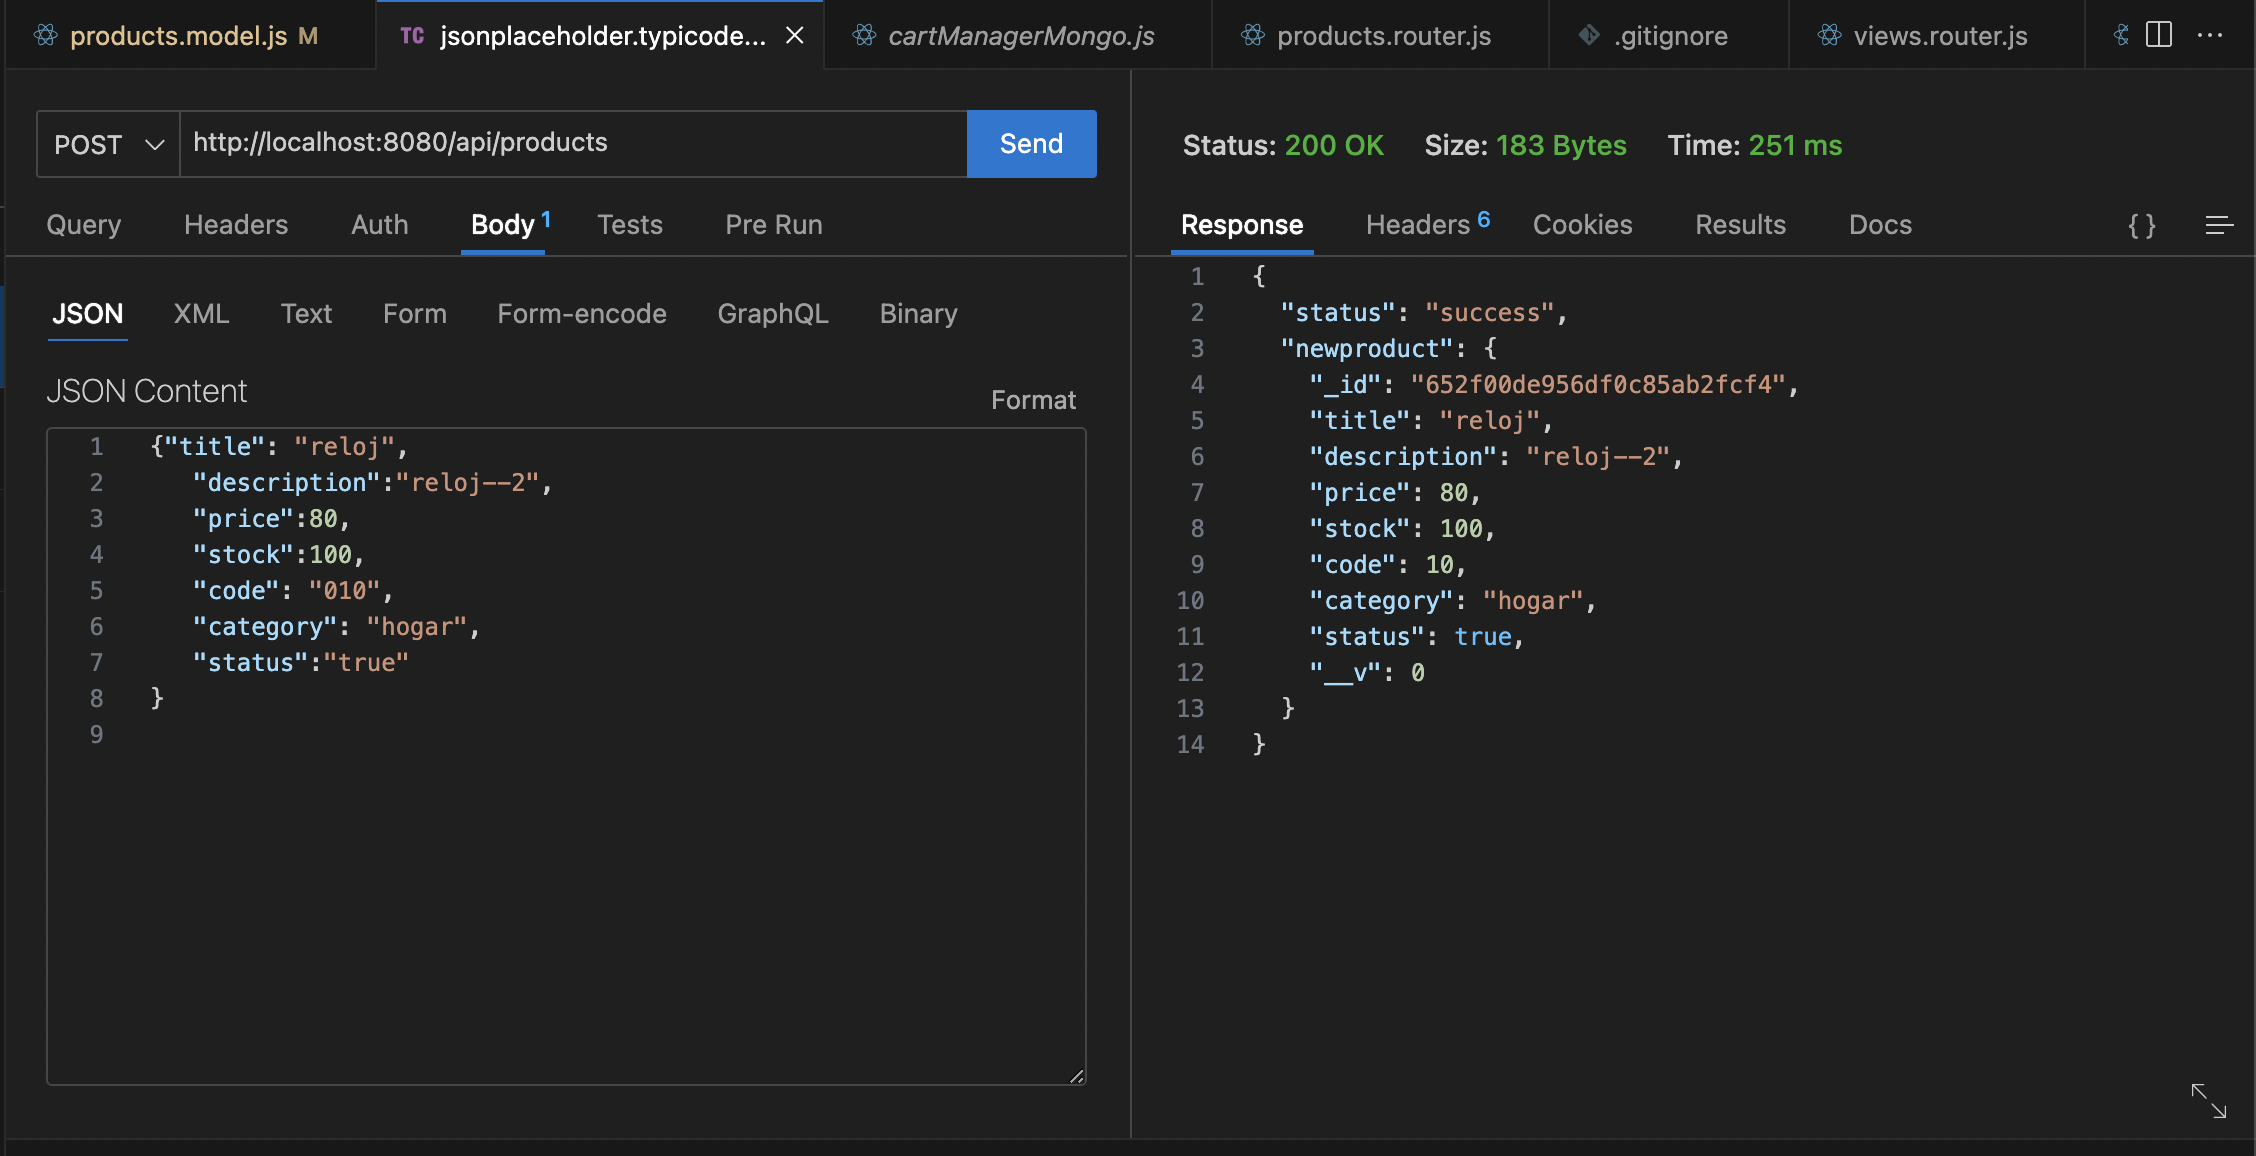 products.model.js M
TC jsonplaceholder.typicode...
cartManagerMongo.js
products.router.js
.gitignore
views.router.js
POST
http://localhost:8080/api/products
Send
Query Headers Auth Body 1 Tests Pre Run
JSON XML Text Form Form-encode GraphQL Binary
JSON Content
Format
1 {"title": "reloj",
2 "description":"reloj--2",
3 "price":80,
4 "stock":100,
5 "code": "010",
6 "category": "hogar",
7 "status":"true"
8 }
9
Status: 200 OK Size: 183 Bytes Time: 251 ms
Response Headers 6 Cookies Results Docs {}
1 {
2 "status": "success",
3 "newproduct": {
4 "_id": "652f00de956df0c85ab2fcf4",
5 "title": "reloj",
6 "description": "reloj--2",
7 "price": 80,
8 "stock": 100,
9 "code": 10,
10 "category": "hogar",
11 "status": true,
12 "__v": 0
13 }
14 }